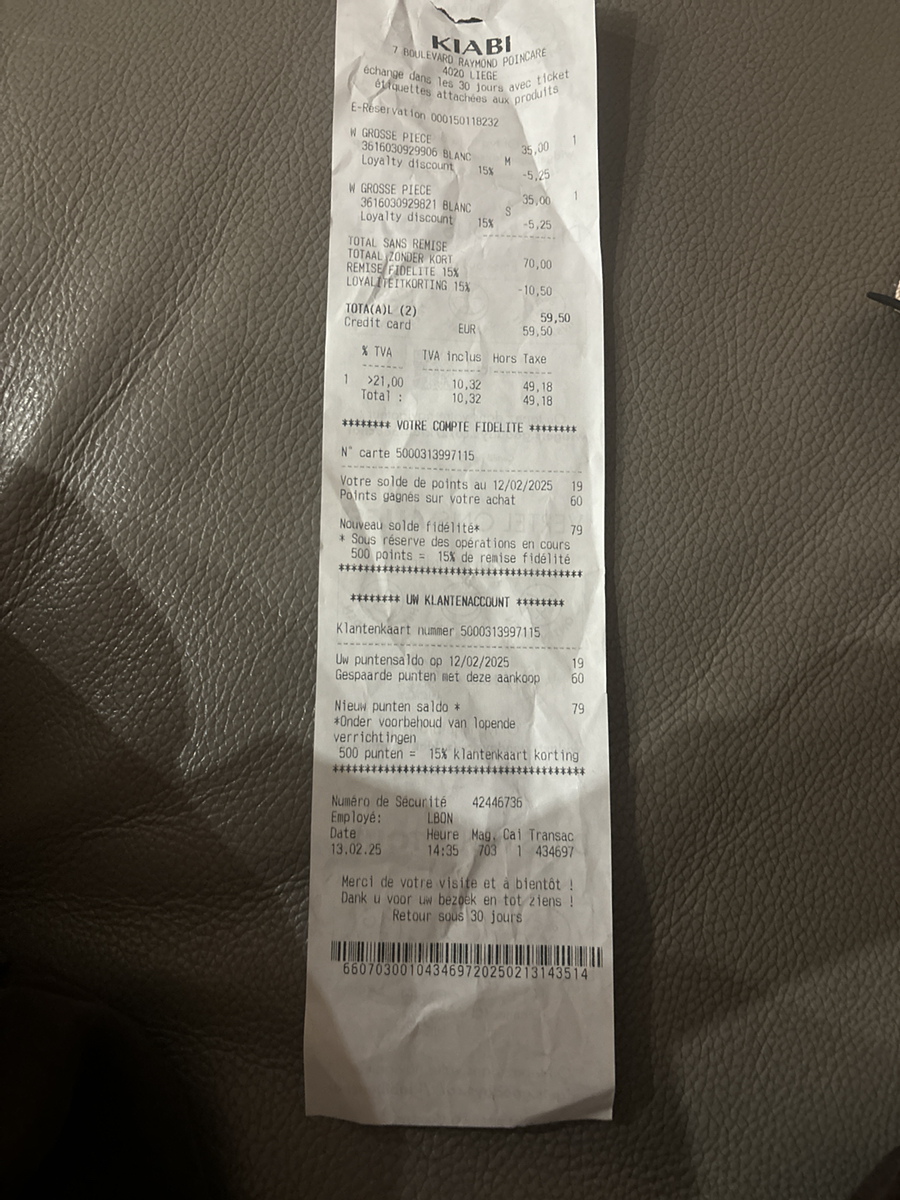 KIABI
7 BOULEVARD RAYMOND POINCARE
4020 LIEGE
échange dans les 30 jours avec ticket
étiquettes attachées aux produits
E-Réservation 000150118232
W GROSSE PIECE 35,00 1
3616030929906 BLANC M
Loyalty discount 15% -5,25
W GROSSE PIECE 35,00 1
3616030929821 BLANC S
Loyalty discount 15% -5,25
TOTAL SANS REMISE
TOTAAL ZONDER KORT 70,00
REMISE FIDELITE 15%
LOYALITEITKORTING 15% -10,50
TOTA(A)L (2) 59,50
Credit card EUR 59,50
% TVA TVA inclus Hors Taxe
1 >21,00 10,32 49,18
Total : 10,32 49,18
******** VOTRE COMPTE FIDELITE ********
N° carte 5000313997115
Votre solde de points au 12/02/2025 19
Points gagnés sur votre achat 60
Nouveau solde fidélité* 79
* Sous réserve des opérations en cours
500 points = 15% de remise fidélité
****************************************
******** UW KLANTENACCOUNT ********
Klantenkaart nummer 5000313997115
Uw puntensaldo op 12/02/2025 19
Gespaarde punten met deze aankoop 60
Nieuw punten saldo * 79
*Onder voorbehoud van lopende
verrichtingen
500 punten = 15% klantenkaart korting
****************************************
Numéro de Sécurité 42446736
Employé: LBON
Date Heure Mag. Cai Transac
13.02.25 14:35 703 1 434697
Merci de votre visite et à bientôt !
Dank u voor uw bezoek en tot ziens !
Retour sous 30 jours
660703001043469720250213143514